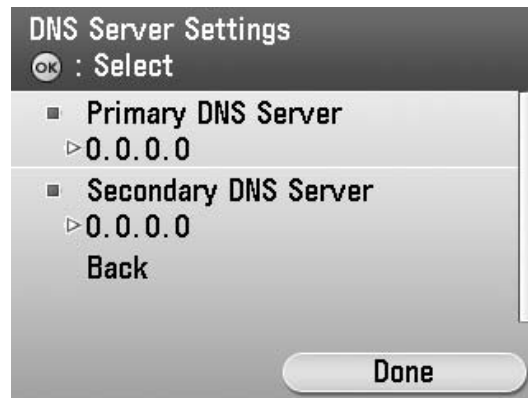 DNS Server Settings
OK : Select
Primary DNS Server
0.0.0.0
Secondary DNS Server
0.0.0.0
Back
Done